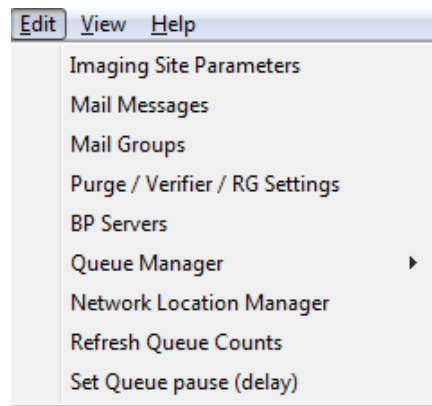 Edit View Help
Imaging Site Parameters
Mail Messages
Mail Groups
Purge / Verifier / RG Settings
BP Servers
Queue Manager
Network Location Manager
Refresh Queue Counts
Set Queue pause (delay)